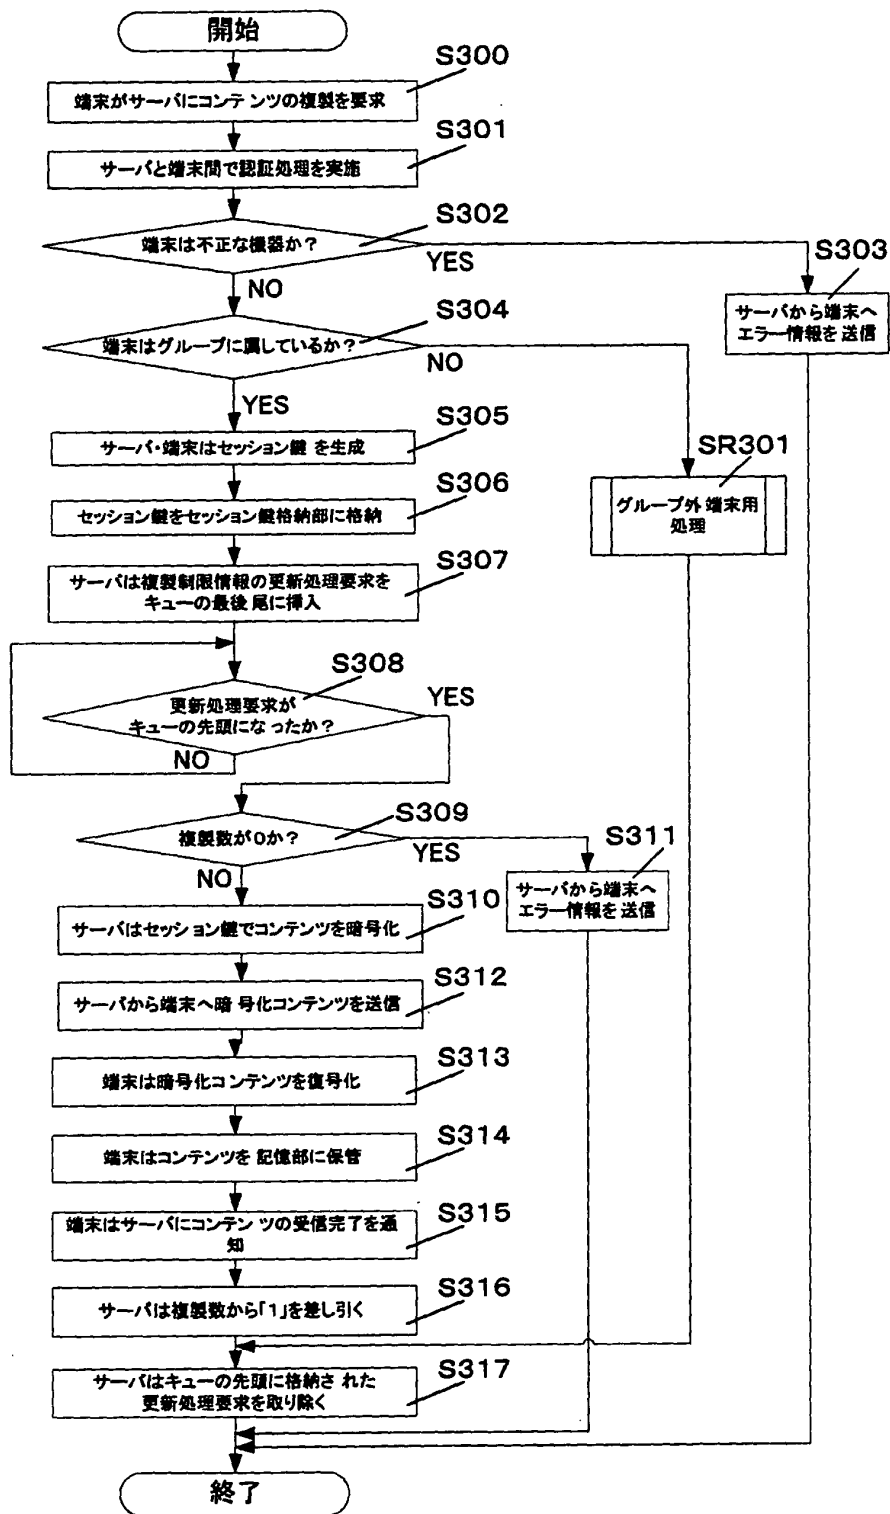 開始
S300
端末がサーバにコンテンツの複製を要求
S301
サーバと端末間で認証処理を実施
S302
端末は不正な機器か?
YES
NO
S303
サーバから端末へ
エラー情報を送信
S304
端末はグループに属しているか?
NO
YES
S305
サーバ・端末はセッション鍵を生成
SR301
グループ外端末用
処理
S306
セッション鍵をセッション鍵格納部に格納
S307
サーバは複製制限情報の更新処理要求を
キューの最後尾に挿入
S308
更新処理要求が
キューの先頭になったか?
YES
NO
S309
複製数が0か?
YES
NO
S311
サーバから端末へ
エラー情報を送信
S310
サーバはセッション鍵でコンテンツを暗号化
S312
サーバから端末へ暗号化コンテンツを送信
S313
端末は暗号化コンテンツを復号化
S314
端末はコンテンツを記憶部に保管
S315
端末はサーバにコンテンツの受信完了を通
知
S316
サーバは複製数から「1」を差し引く
S317
サーバはキューの先頭に格納された
更新処理要求を取り除く
終了